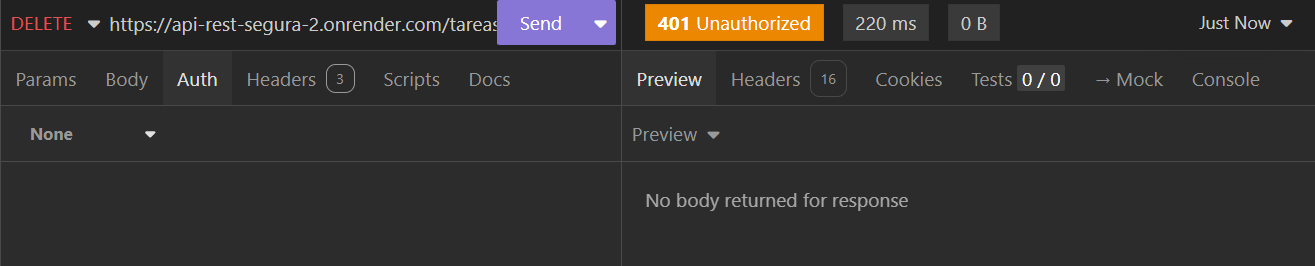 DELETE https://api-rest-segura-2.onrender.com/tareas Send 401 Unauthorized 220 ms 0 B Just Now
Params Body Auth Headers 3 Scripts Docs Preview Headers 16 Cookies Tests 0 / 0 → Mock Console
None Preview
No body returned for response